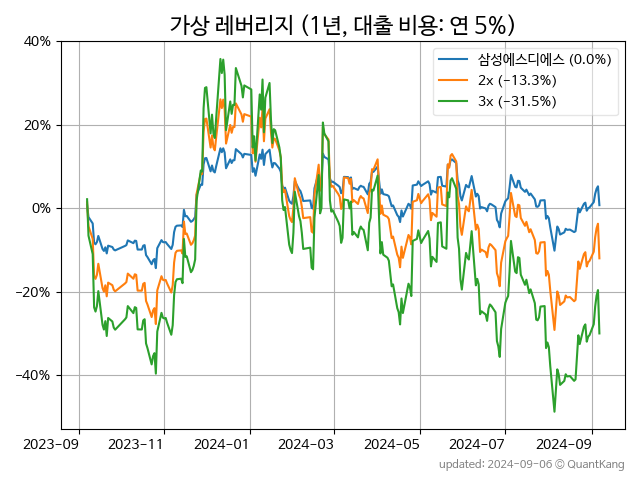 가상 레버리지 (1년, 대출 비용: 연 5%)
삼성에스디에스 (0.0%)
2x (−13.3%)
3x (−31.5%)
40%
20%
0%
−20%
−40%
2023-09 2023-11 2024-01 2024-03 2024-05 2024-07 2024-09
updated: 2024-09-06 © QuantKang